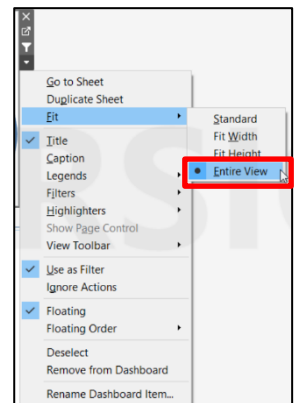 Go to Sheet
Duplicate Sheet
Fit
Standard
Fit Width
Fit Height
Entire View
Title
Caption
Legends
Filters
Highlighters
Show Page Control
View Toolbar
Use as Filter
Ignore Actions
Floating
Floating Order
Deselect
Remove from Dashboard
Rename Dashboard Item...